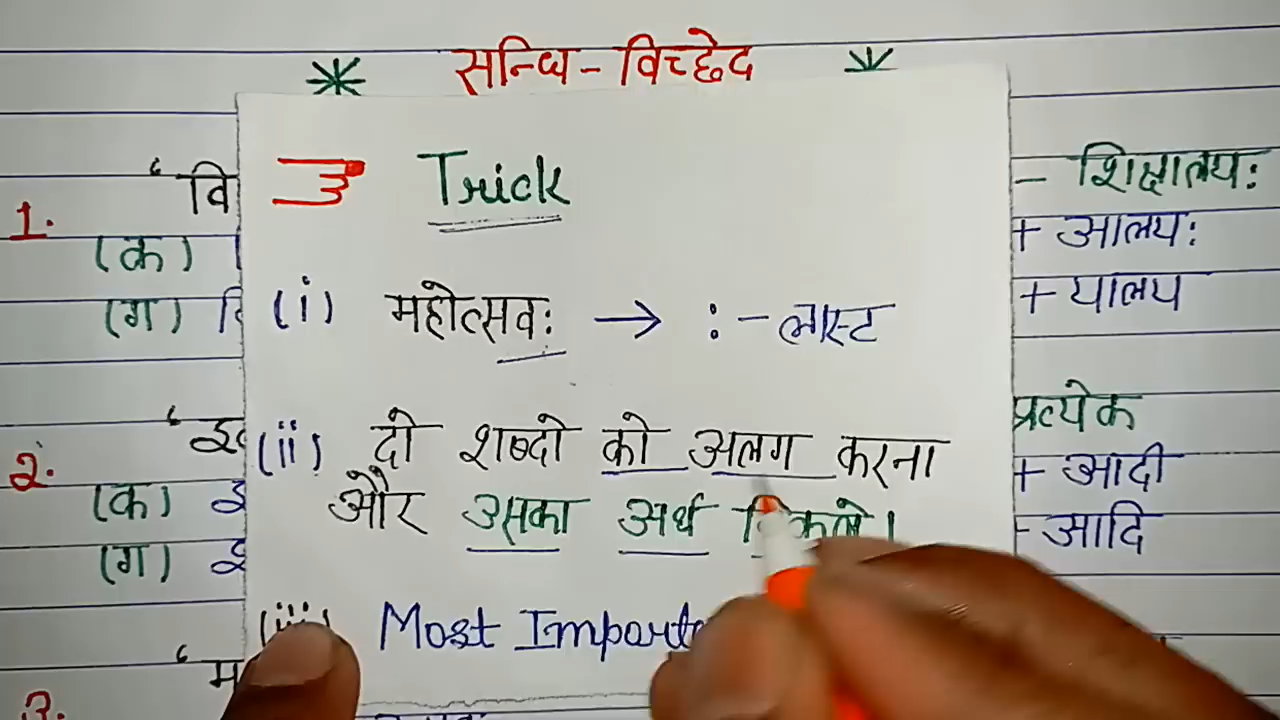 सन्धि-विच्छेद
Trick
(i) महोत्सवः → : - लास्ट
(ii) दो शब्दो को अलग करना
और उसका अर्थ निकले।
(iii) Most
1. ‘वि
- शिक्षालयः
(क)
+ आलयः
(ग)
+ यालय
2. प्रत्येक
(क)
+ आदी
(ग)
- आदि
‘म
3.